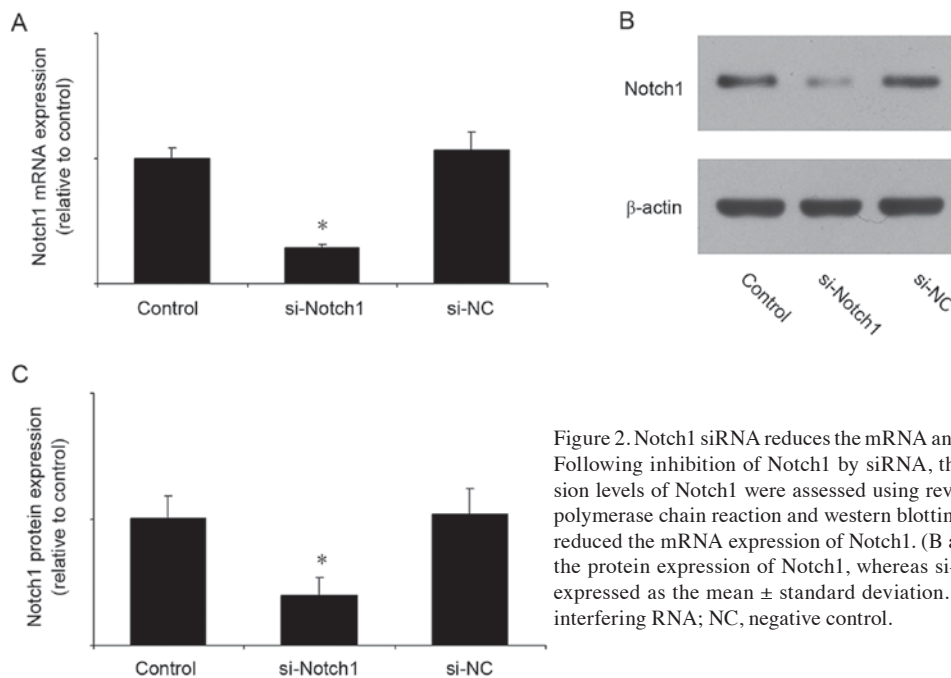 A
Notch1 mRNA expression
(relative to control)
*
Control si-Notch1 si-NC
B
Notch1
β-actin
Control si-Notch1 si-NC
C
Notch1 protein expression
(relative to control)
*
Control si-Notch1 si-NC
Figure 2. Notch1 siRNA reduces the mRNA an
Following inhibition of Notch1 by siRNA, th
sion levels of Notch1 were assessed using rev
polymerase chain reaction and western blottin
reduced the mRNA expression of Notch1. (B a
the protein expression of Notch1, whereas si-
expressed as the mean ± standard deviation.
interfering RNA; NC, negative control.